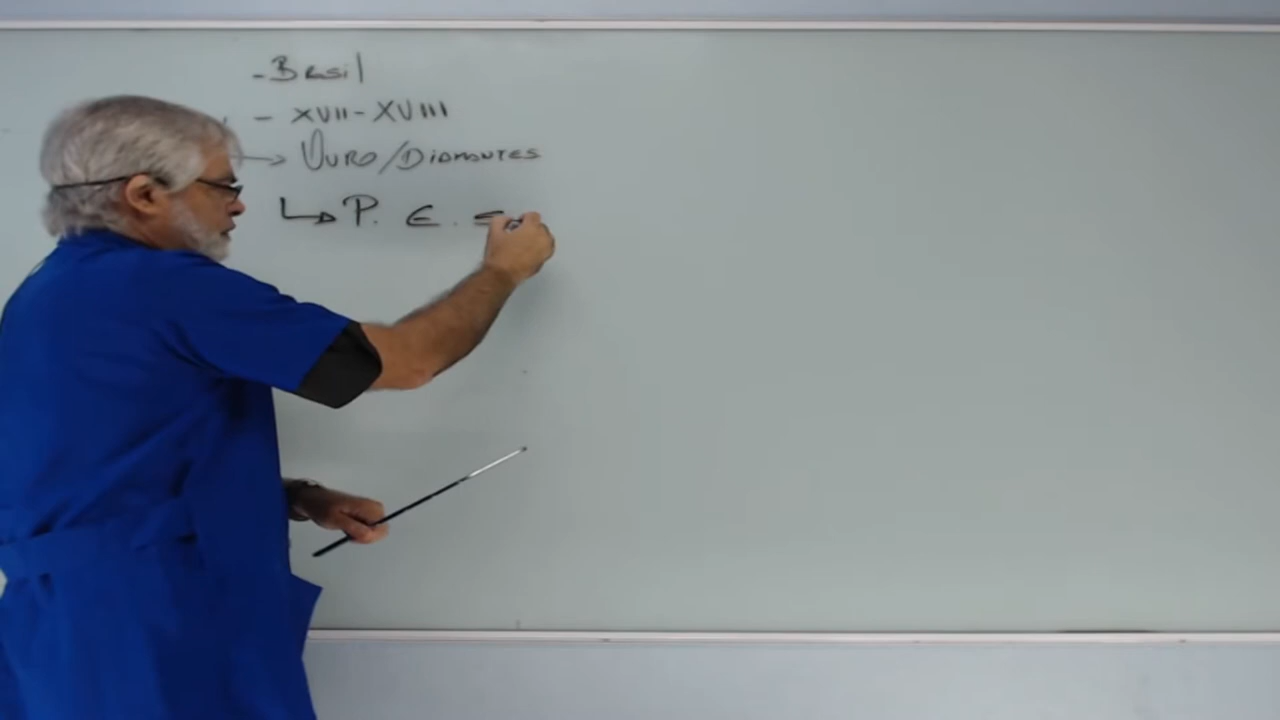 - Brasil
- XVII - XVIII
→ Ouro/Diamantes
↳ P. E.